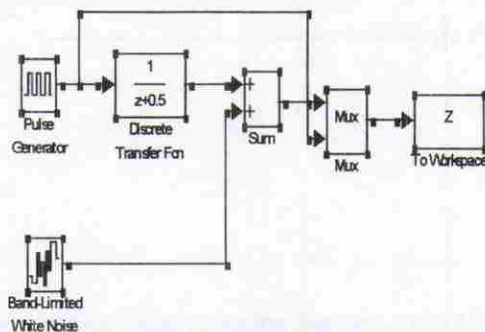 1
z+0.5
Pulse
Generator
Discrete
Transfer Fcn
+
+
Sum
Mux
Mux
Z
To Workspace
Band-Limited
White Noise